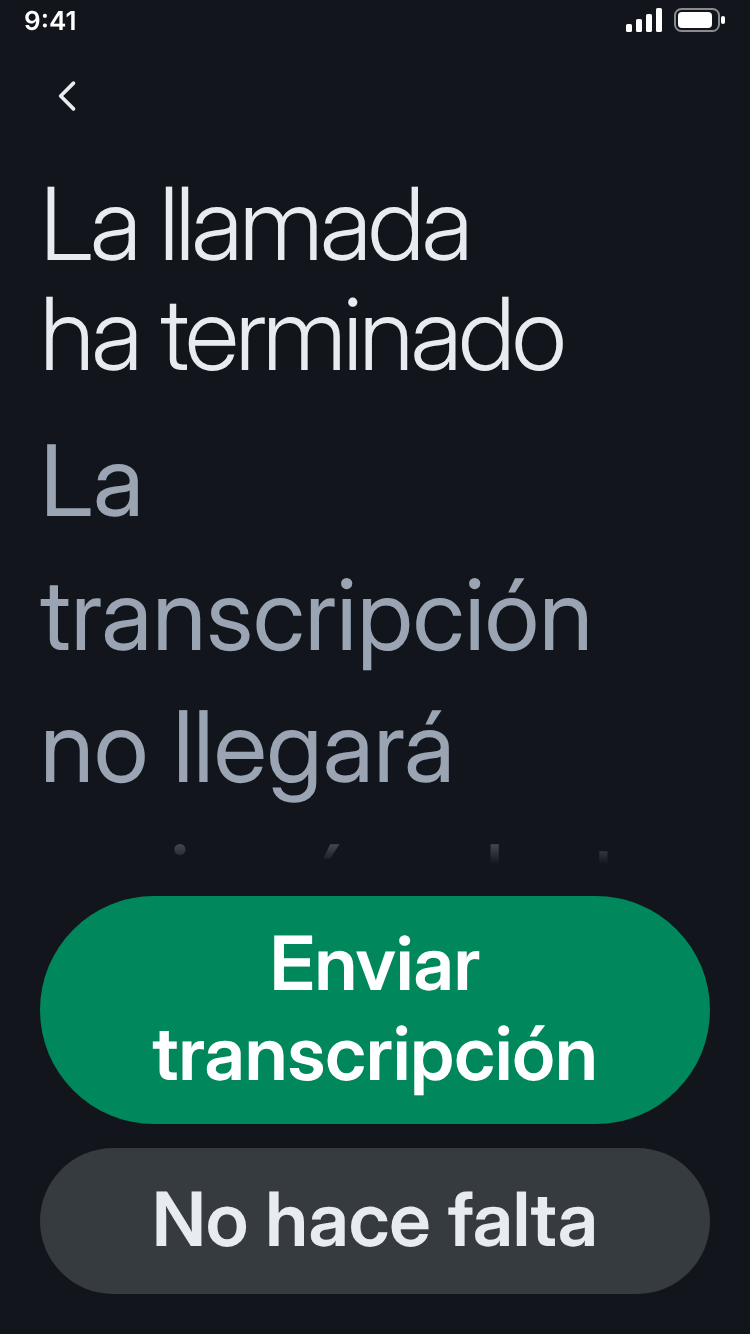 9:41
La llamada
ha terminado
La
transcripción
no llegará
Enviar
transcripción
No hace falta